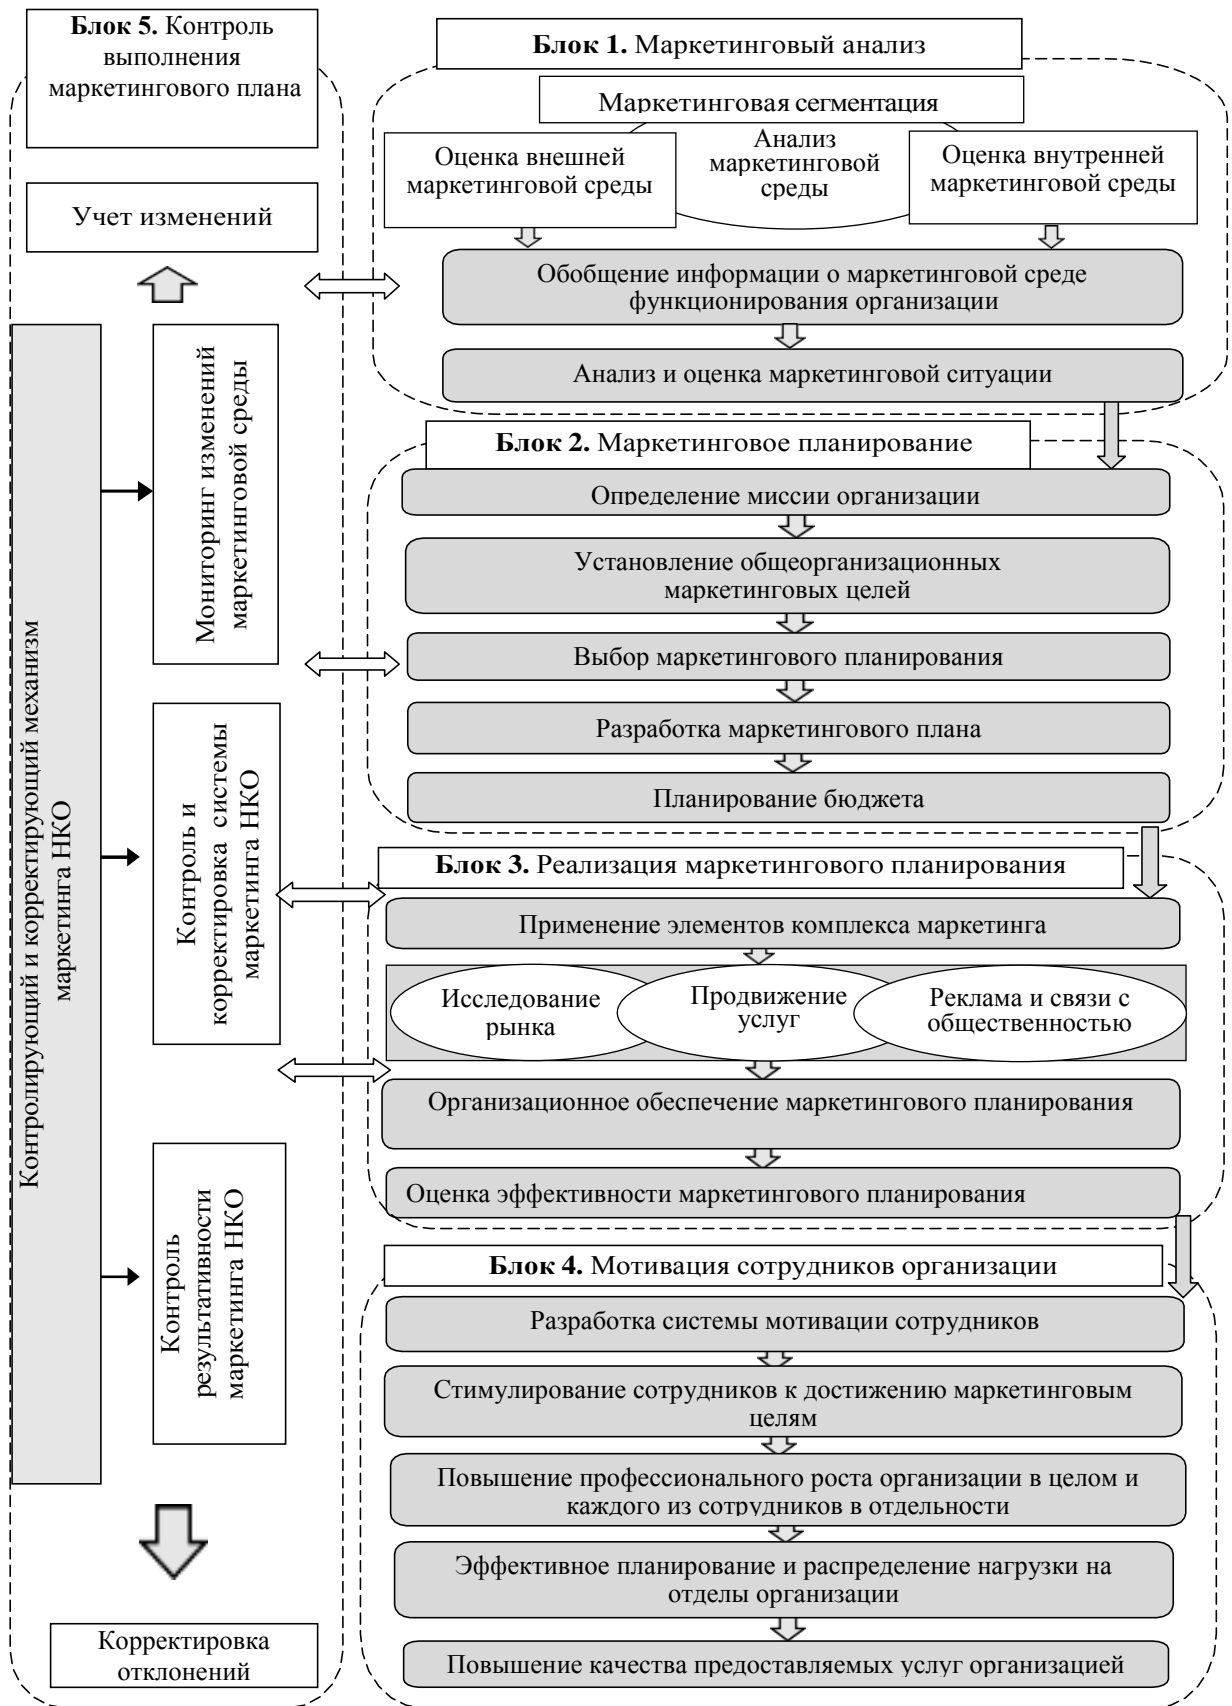 Блок 5. Контроль
выполнения
маркетингового плана
Учет изменений
Контролирующий и корректирующий механизм
маркетинга НКО
Мониторинг изменений
маркетинговой среды
Контроль и
корректировка системы
маркетинга НКО
Контроль
результативности
маркетинга НКО
Корректировка
отклонений
Блок 1. Маркетинговый анализ
Маркетинговая сегментация
Оценка внешней
маркетинговой среды
Анализ
маркетинговой
среды
Оценка внутренней
маркетинговой среды
Обобщение информации о маркетинговой среде
функционирования организации
Анализ и оценка маркетинговой ситуации
Блок 2. Маркетинговое планирование
Определение миссии организации
Установление общеорганизационных
маркетинговых целей
Выбор маркетингового планирования
Разработка маркетингового плана
Планирование бюджета
Блок 3. Реализация маркетингового планирования
Применение элементов комплекса маркетинга
Исследование
рынка
Продвижение
услуг
Реклама и связи с
общественностью
Организационное обеспечение маркетингового планирования
Оценка эффективности маркетингового планирования
Блок 4. Мотивация сотрудников организации
Разработка системы мотивации сотрудников
Стимулирование сотрудников к достижению маркетинговым
целям
Повышение профессионального роста организации в целом и
каждого из сотрудников в отдельности
Эффективное планирование и распределение нагрузки на
отделы организации
Повышение качества предоставляемых услуг организацией